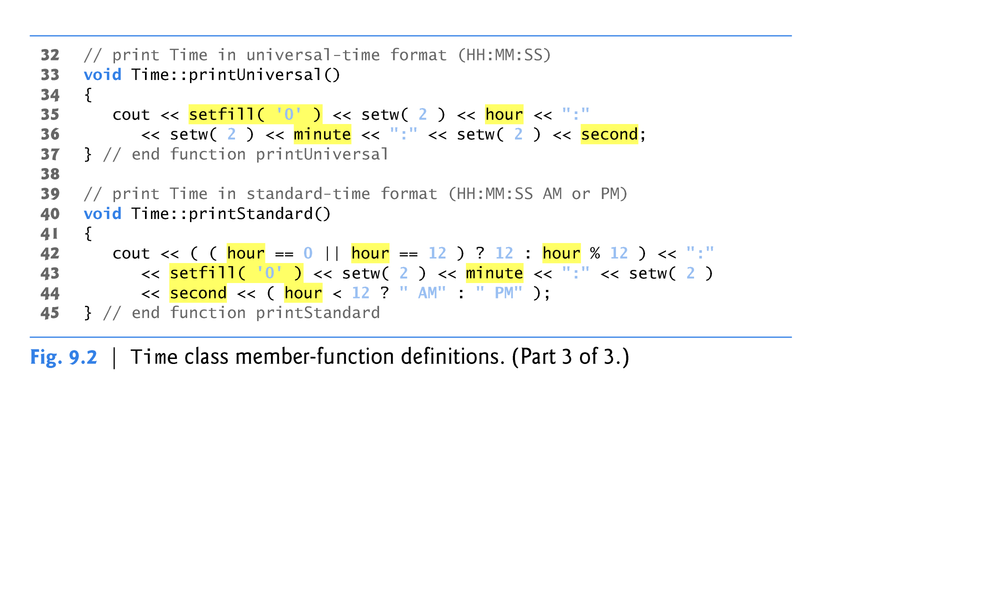 32 // print Time in universal-time format (HH:MM:SS)
33 void Time::printUniversal()
34 {
35    cout << setfill( '0' ) << setw( 2 ) << hour << ":"
36       << setw( 2 ) << minute << ":" << setw( 2 ) << second;
37 } // end function printUniversal
38
39 // print Time in standard-time format (HH:MM:SS AM or PM)
40 void Time::printStandard()
41 {
42    cout << ( ( hour == 0 || hour == 12 ) ? 12 : hour % 12 ) << ":"
43       << setfill( '0' ) << setw( 2 ) << minute << ":" << setw( 2 )
44       << second << ( hour < 12 ? " AM" : " PM" );
45 } // end function printStandard
Fig. 9.2 | Time class member-function definitions. (Part 3 of 3.)